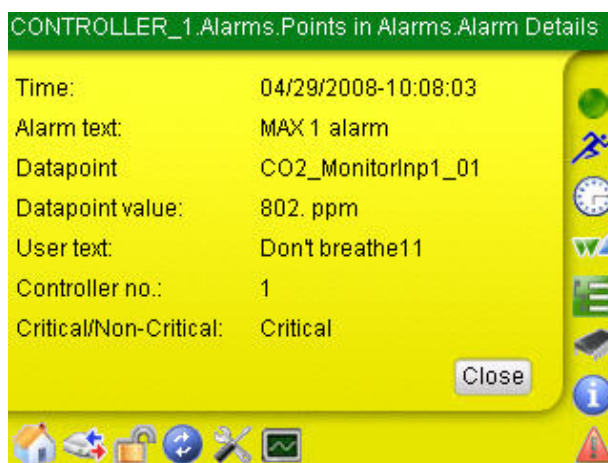 CONTROLLER_1.Alarms.Points in Alarms.Alarm Details
Time: 04/29/2008-10:08:03
Alarm text: MAX 1 alarm
Datapoint CO2_MonitorInp1_01
Datapoint value: 802. ppm
User text: Don't breathe11
Controller no.: 1
Critical/Non-Critical: Critical
Close